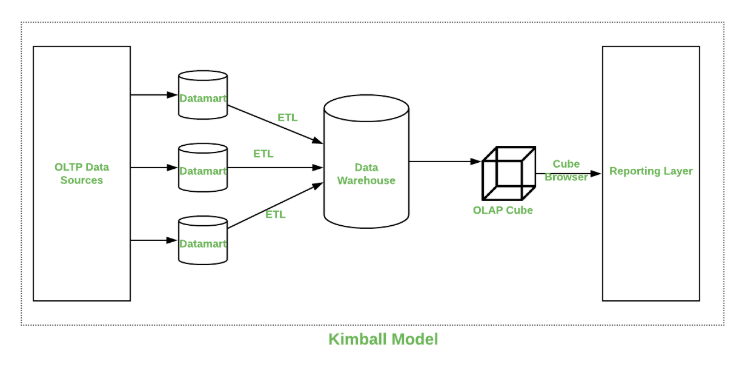 OLTP Data
Sources
Datamart
Datamart
Datamart
ETL
ETL
ETL
Data
Warehouse
OLAP Cube
Cube
Browser
Reporting Layer
Kimball Model